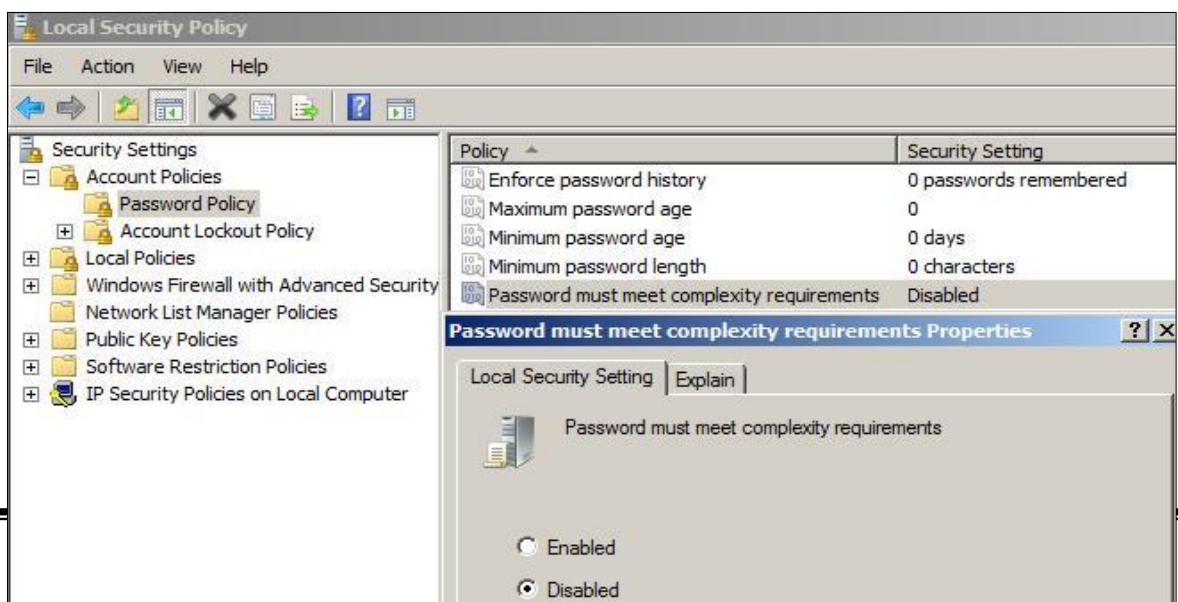 Local Security Policy
File Action View Help
Security Settings
Account Policies
Password Policy
Account Lockout Policy
Local Policies
Windows Firewall with Advanced Security
Network List Manager Policies
Public Key Policies
Software Restriction Policies
IP Security Policies on Local Computer
Policy Security Setting
Enforce password history 0 passwords remembered
Maximum password age 0
Minimum password age 0 days
Minimum password length 0 characters
Password must meet complexity requirements Disabled
Password must meet complexity requirements Properties
Local Security Setting Explain
Password must meet complexity requirements
Enabled
Disabled